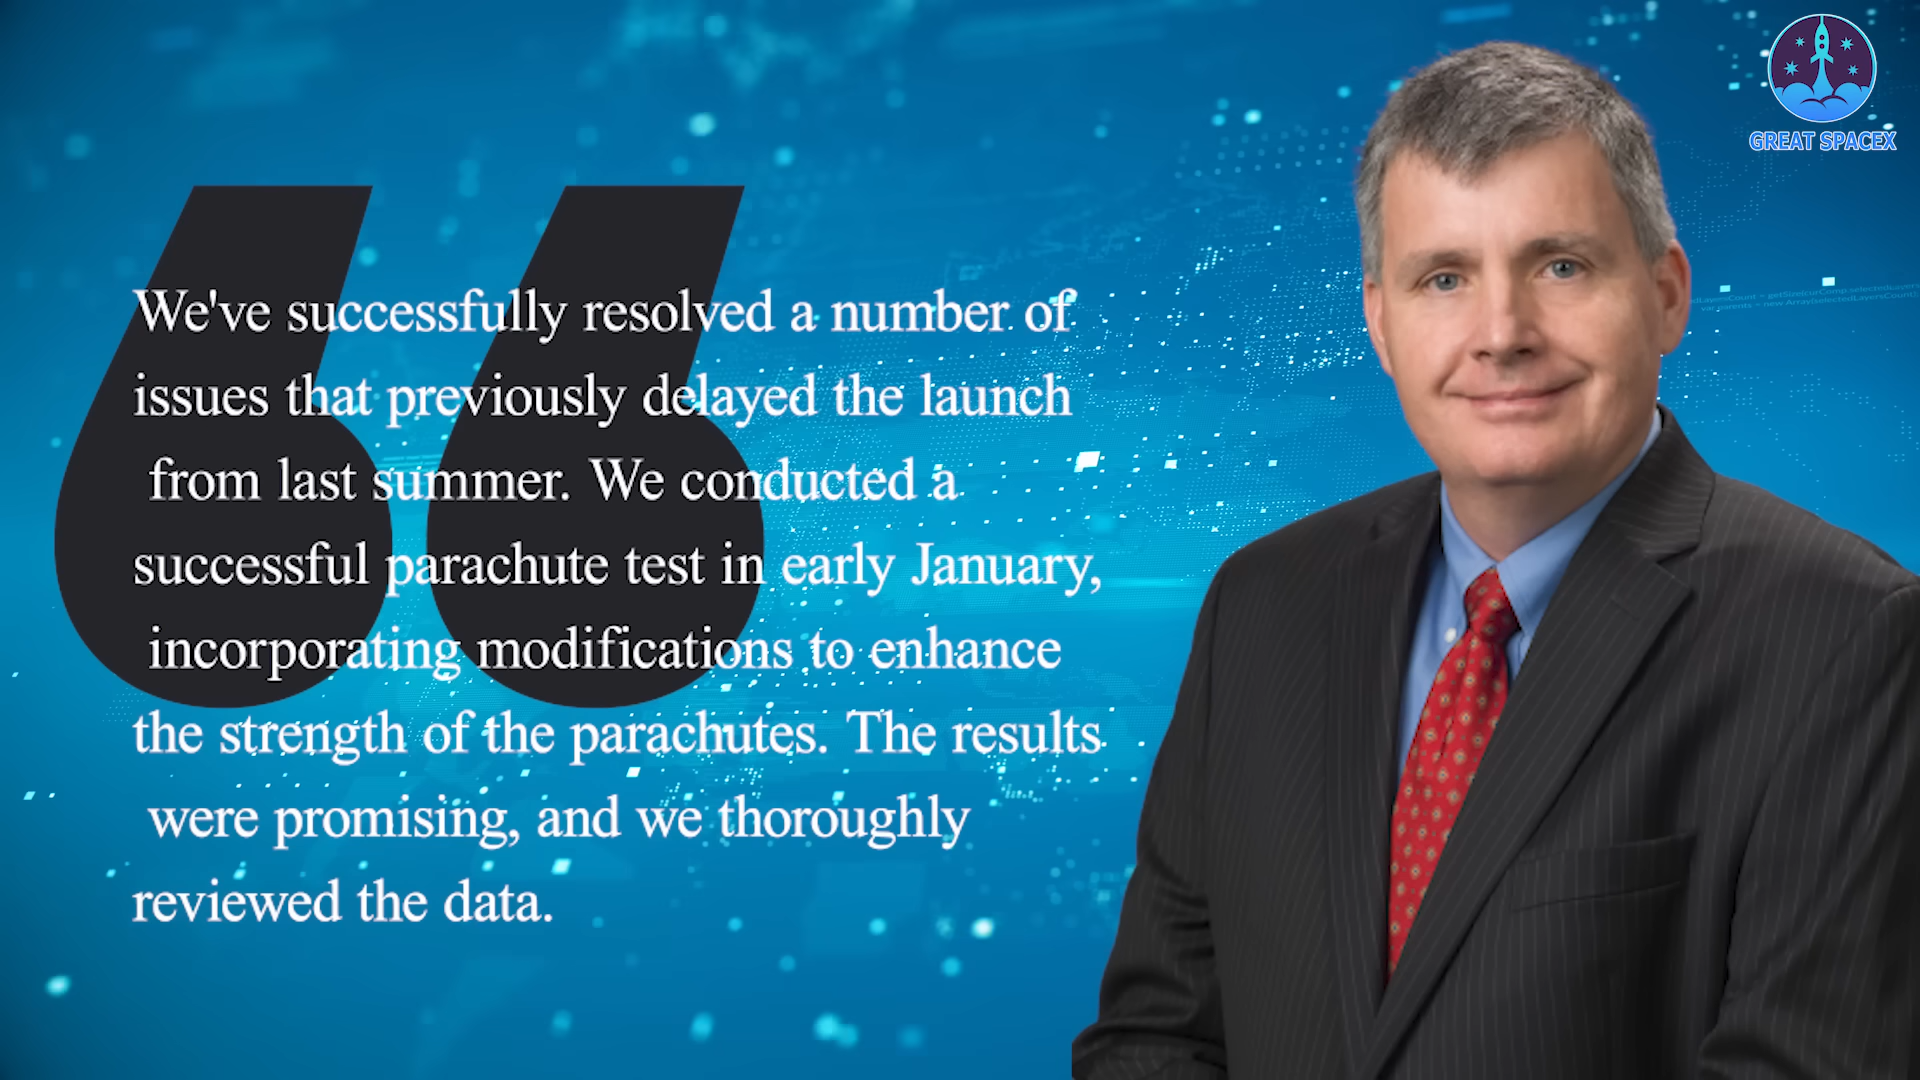 GREAT SPACEX
We've successfully resolved a number of
issues that previously delayed the launch
from last summer. We conducted a
successful parachute test in early January,
incorporating modifications to enhance
the strength of the parachutes. The results
were promising, and we thoroughly
reviewed the data.